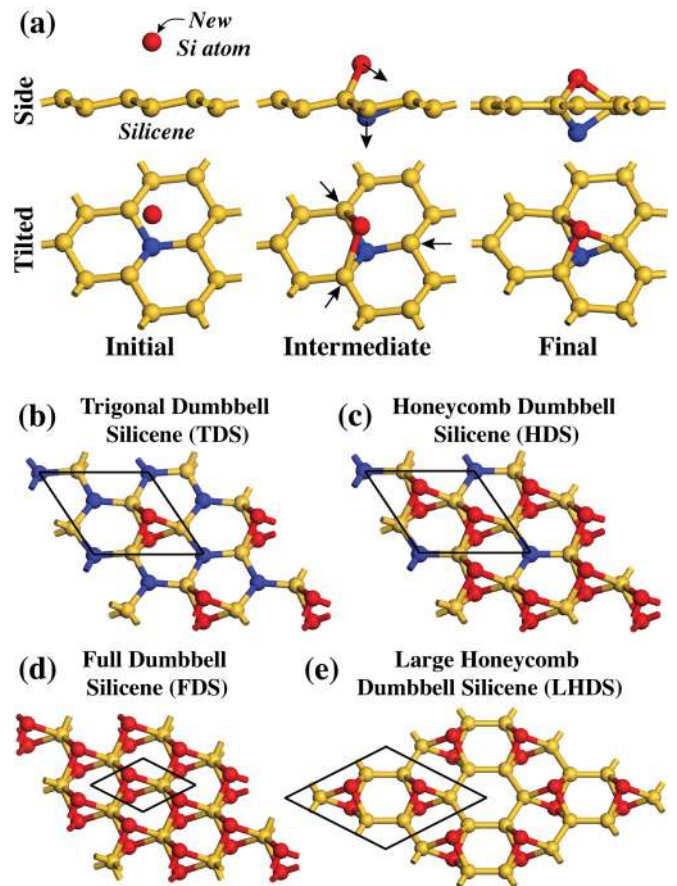 (a)
New
Si atom
Side
Silicene
Tilted
Initial
Intermediate
Final
(b)
Trigonal Dumbbell
Silicene (TDS)
(c)
Honeycomb Dumbbell
Silicene (HDS)
(d)
Full Dumbbell
Silicene (FDS)
(e)
Large Honeycomb
Dumbbell Silicene (LHDS)